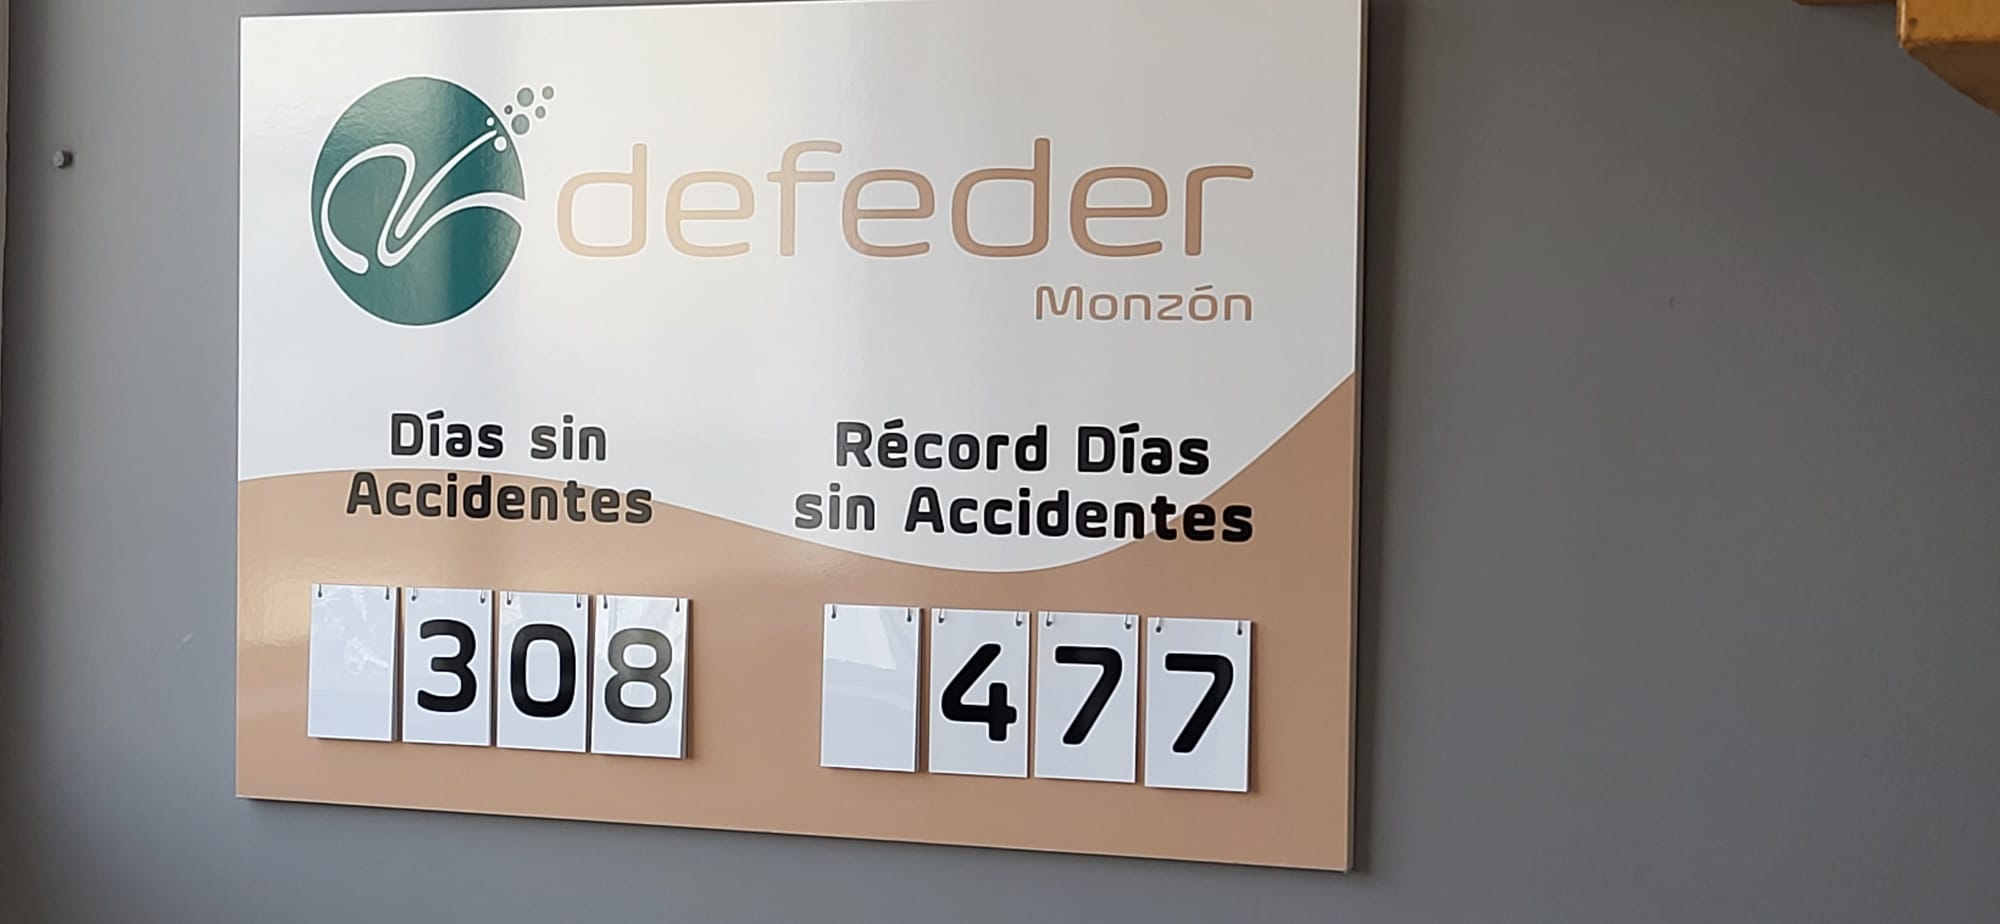 defeder
Monzón
Días sin
Accidentes
308
Récord Días
sin Accidentes
477